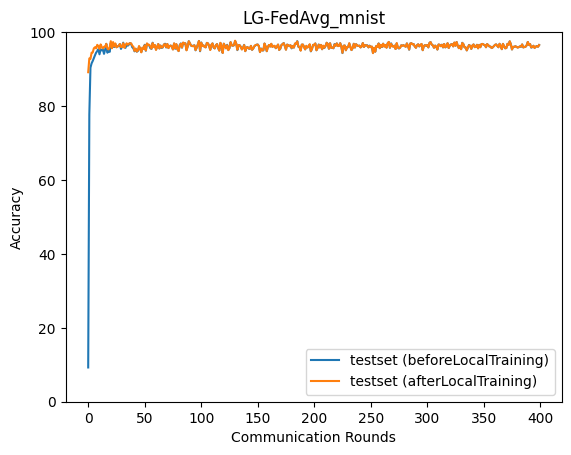 LG-FedAvg_mnist
100
80
60
40
20
0
Accuracy
0 50 100 150 200 250 300 350 400
Communication Rounds
testset (beforeLocalTraining)
testset (afterLocalTraining)